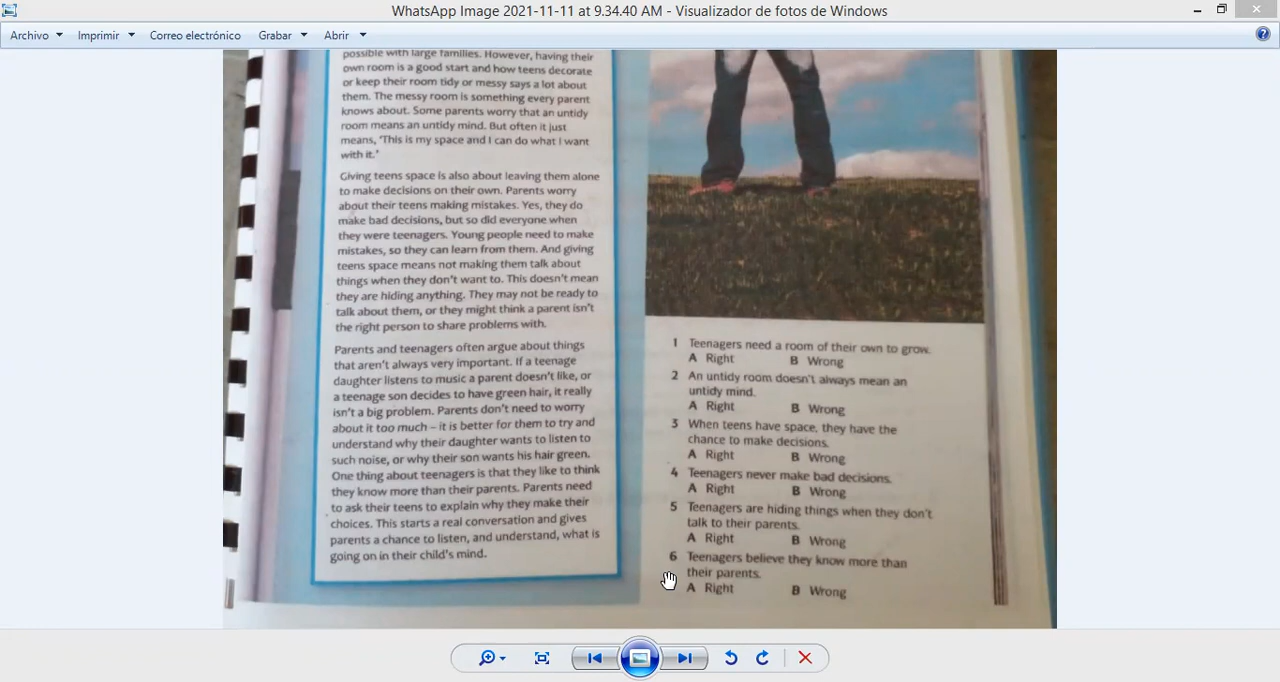 WhatsApp Image 2021-11-11 at 9.34.40 AM - Visualizador de fotos de Windows
Archivo Imprimir Correo electrónico Grabar Abrir
possible with large families. However, having their
own room is a good start and how teens decorate
or keep their room tidy or messy says a lot about
them. The messy room is something every parent
knows about. Some parents worry that an untidy
room means an untidy mind. But often it just
means, 'This is my space and I can do what I want
with it.'
Giving teens space is also about leaving them alone
to make decisions on their own. Parents worry
about their teens making mistakes. Yes, they do
make bad decisions, but so did everyone when
they were teenagers. Young people need to make
mistakes, so they can learn from them. And giving
teens space means not making them talk about
things when they don't want to. This doesn't mean
they are hiding anything. They may not be ready to
talk about them, or they might think a parent isn't
the right person to share problems with.
Parents and teenagers often argue about things
that aren't always very important. If a teenage
daughter listens to music a parent doesn't like, or
a teenage son decides to have green hair, it really
isn't a big problem. Parents don't need to worry
about it too much – it is better for them to try and
understand why their daughter wants to listen to
such noise, or why their son wants his hair green.
One thing about teenagers is that they like to think
they know more than their parents. Parents need
to ask their teens to explain why they make their
choices. This starts a real conversation and gives
parents a chance to listen, and understand, what is
going on in their child's mind.
1 Teenagers need a room of their own to grow.
A Right B Wrong
2 An untidy room doesn't always mean an
untidy mind.
A Right B Wrong
3 When teens have space, they have the
chance to make decisions.
A Right B Wrong
4 Teenagers never make bad decisions.
A Right B Wrong
5 Teenagers are hiding things when they don't
talk to their parents.
A Right B Wrong
6 Teenagers believe they know more than
their parents.
A Right B Wrong